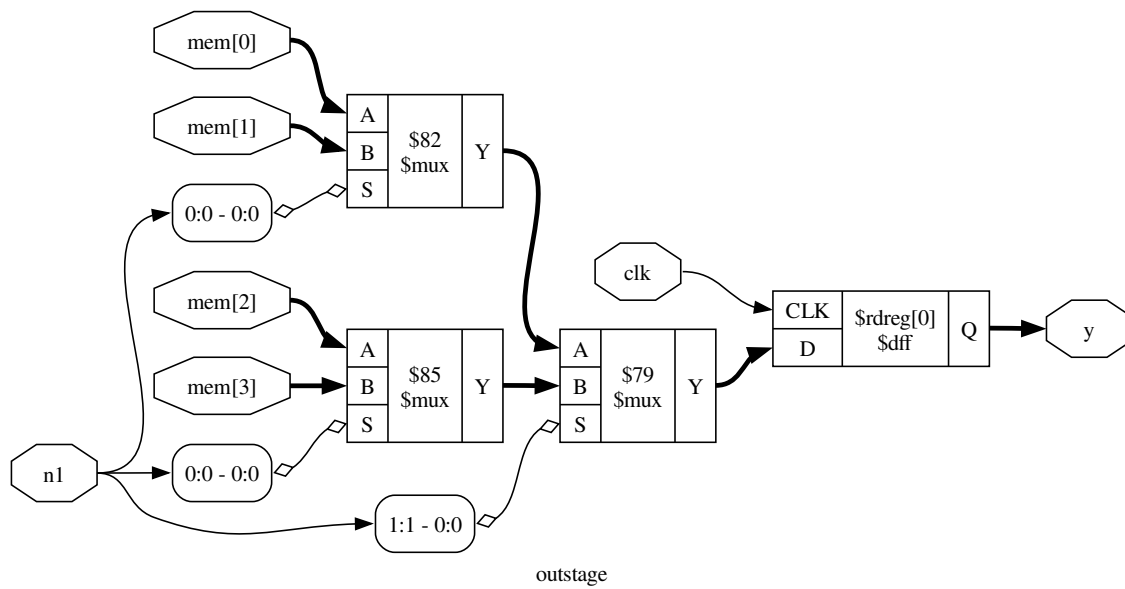 mem[0]
mem[1]
A
B
S
$82
$mux
Y
0:0 - 0:0
mem[2]
mem[3]
A
B
S
$85
$mux
Y
n1
0:0 - 0:0
1:1 - 0:0
A
B
S
$79
$mux
Y
clk
CLK
D
$rdreg[0]
$dff
Q
y
outstage